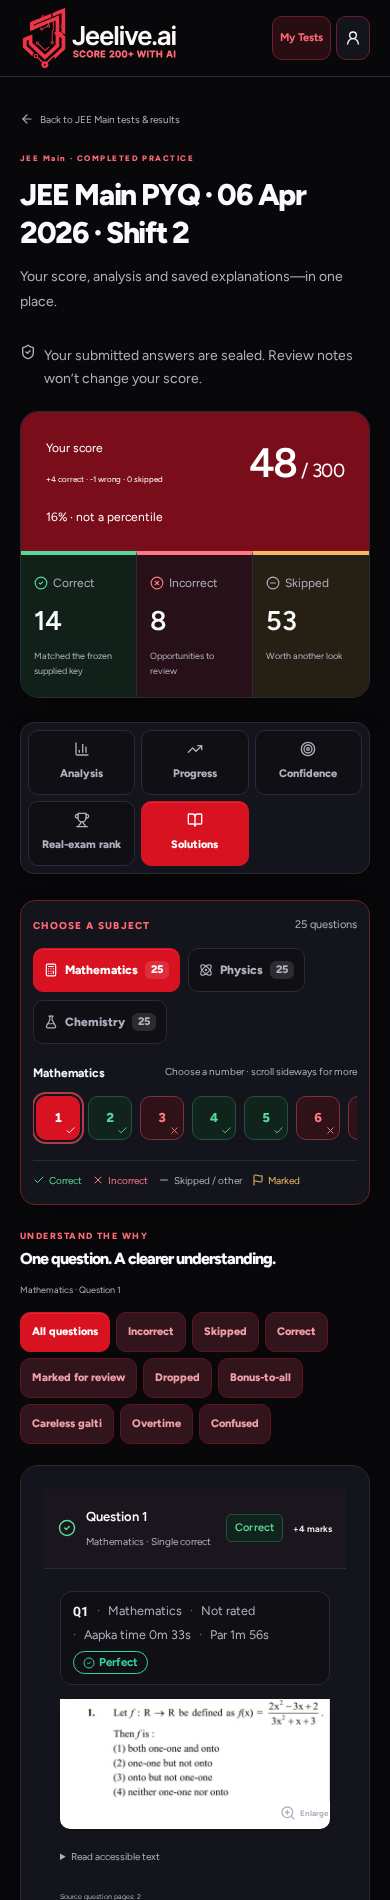 Jeelive.ai
SCORE 200+ WITH AI
My Tests
Back to JEE Main tests & results
JEE Main · COMPLETED PRACTICE
JEE Main PYQ · 06 Apr
2026 · Shift 2
Your score, analysis and saved explanations—in one
place.
Your submitted answers are sealed. Review notes
won't change your score.
Your score
48 / 300
+4 correct · -1 wrong · 0 skipped
16% · not a percentile
Correct
14
Matched the frozen
supplied key
Incorrect
8
Opportunities to
review
Skipped
53
Worth another look
Analysis
Progress
Confidence
Real-exam rank
Solutions
CHOOSE A SUBJECT
25 questions
Mathematics 25
Physics 25
Chemistry 25
Mathematics
Choose a number · scroll sideways for more
1 2 3 4 5 6
Correct Incorrect Skipped / other Marked
UNDERSTAND THE WHY
One question. A clearer understanding.
Mathematics · Question 1
All questions Incorrect Skipped Correct
Marked for review Dropped Bonus-to-all
Careless galti Overtime Confused
Question 1
Mathematics · Single correct
Correct
+4 marks
Q1 · Mathematics · Not rated
· Aapka time 0m 33s · Par 1m 56s
Perfect
1. Let f : R → R be defined as f(x) = (2x² – 3x + 2)/(3x² + x + 3).
Then f is :
(1) both one-one and onto
(2) one-one but not onto
(3) onto but not one-one
(4) neither one-one nor onto
Enlarge
Read accessible text
Source question pages: 2